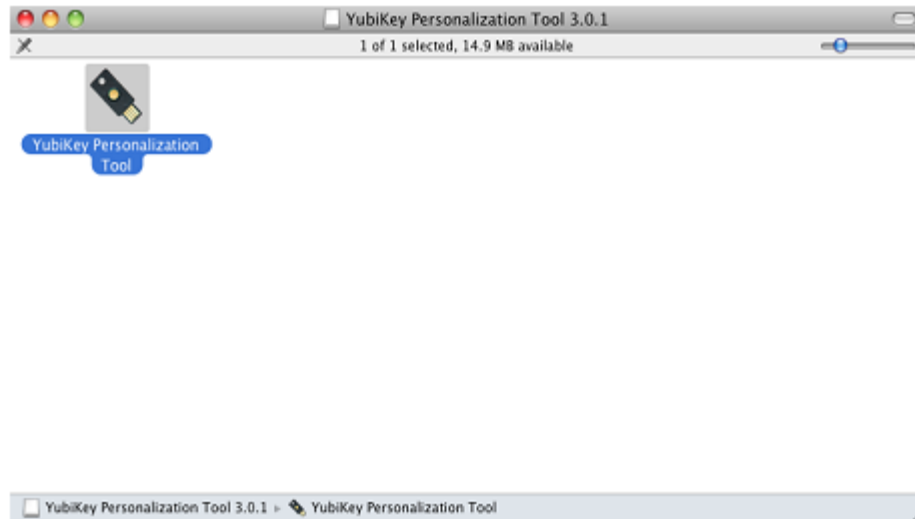 YubiKey Personalization Tool 3.0.1
1 of 1 selected, 14.9 MB available
YubiKey Personalization
Tool
YubiKey Personalization Tool 3.0.1 ▸ YubiKey Personalization Tool